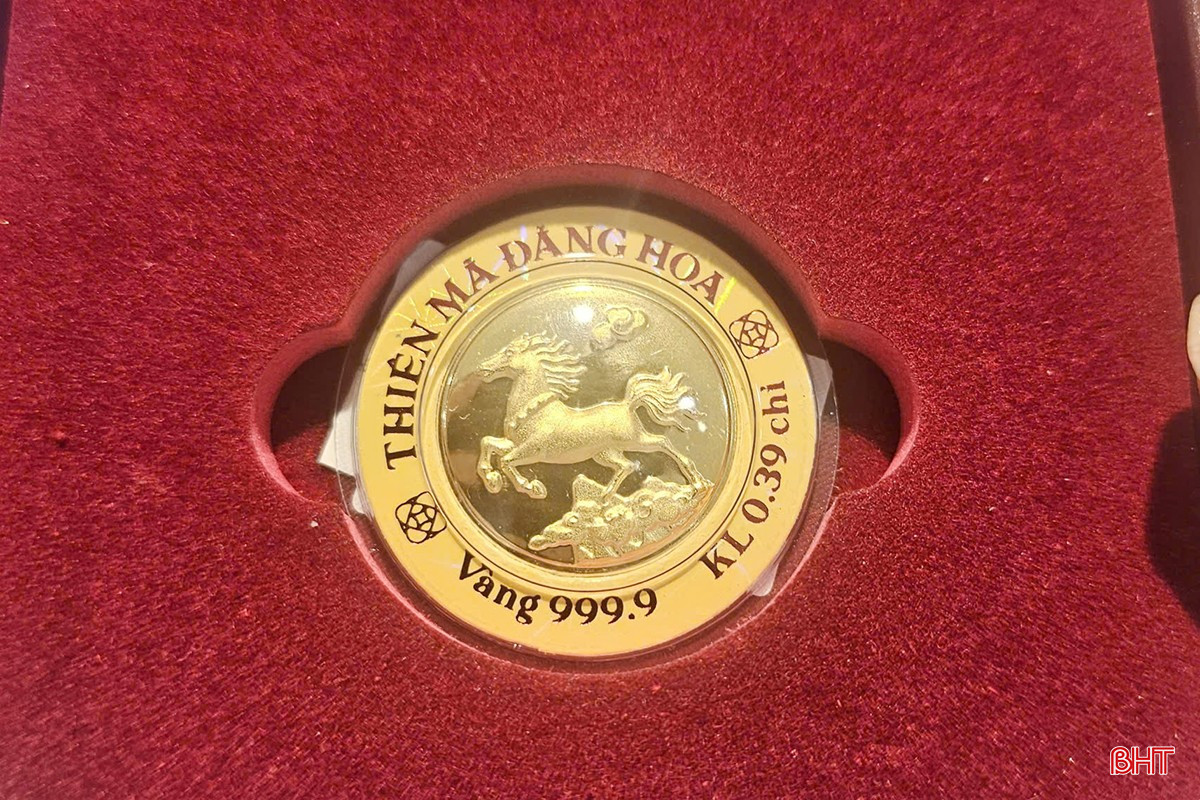 THIÊN MÃ ĐĂNG HOA
KL 0.39 chỉ
Vàng 999.9
BHT